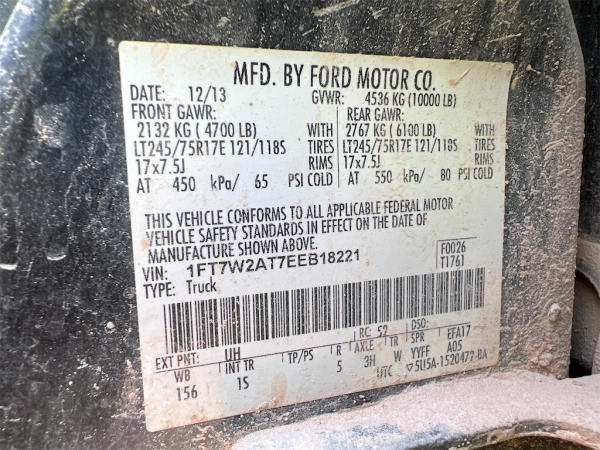 MFD. BY FORD MOTOR CO.
DATE: 12/13 GVWR: 4536 KG (10000 LB)
FRONT GAWR: REAR GAWR:
2132 KG ( 4700 LB) WITH 2767 KG ( 6100 LB)
LT245/75R17E 121/118S TIRES LT245/75R17E 121/118S
17x7.5J RIMS 17x7.5J
AT 450 kPa/ 65 PSI COLD AT 550 kPa/ 80 PSI COLD
THIS VEHICLE CONFORMS TO ALL APPLICABLE FEDERAL MOTOR
VEHICLE SAFETY STANDARDS IN EFFECT ON THE DATE OF
MANUFACTURE SHOWN ABOVE.
VIN: 1FT7W2AT7EEB18221 F0026
TYPE: Truck T1761
EXT PNT: UH RC: 52 DSO:
WB INT TR TP/PS R AXLE TR SPR EFA17
156 1S 5 3H W YYFF A05
UTC ▽5U5A-1520472-BA